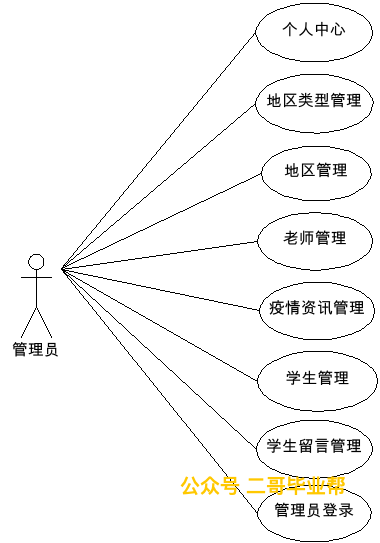 个人中心
地区类型管理
地区管理
老师管理
疫情资讯管理
管理员
学生管理
学生留言管理
公众号 二哥毕业帮
管理员登录